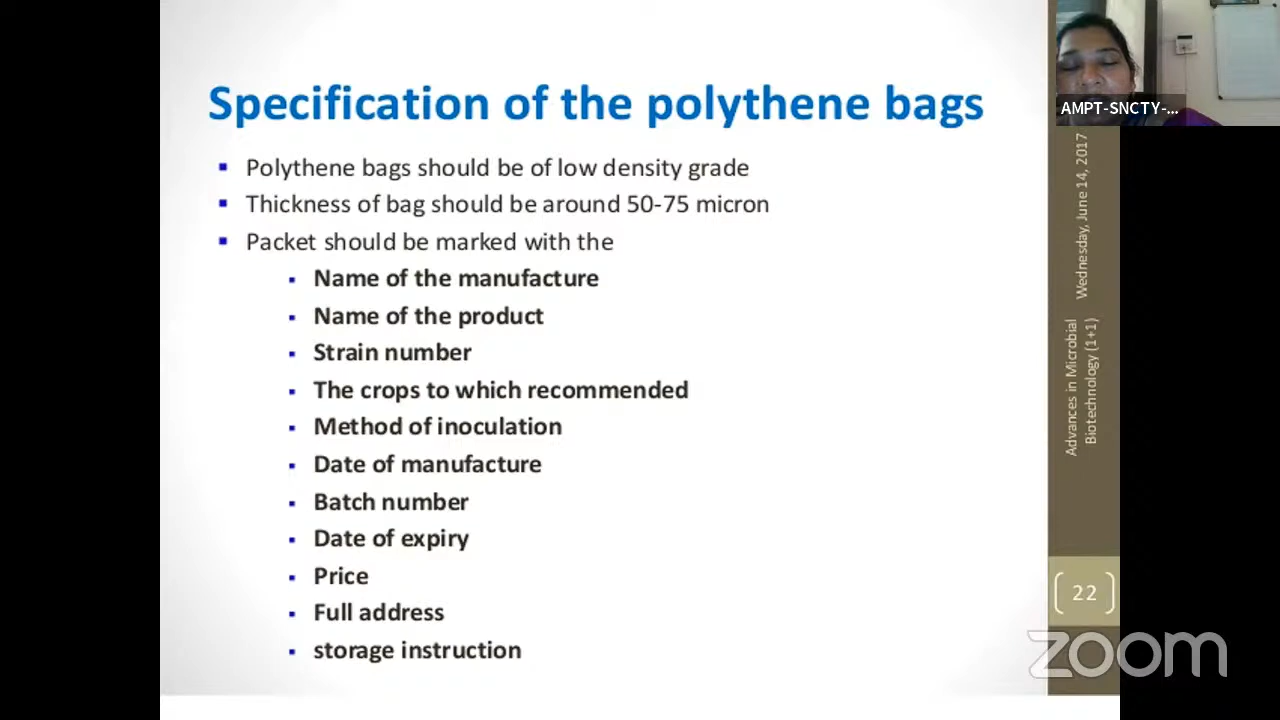 Specification of the polythene bags
Polythene bags should be of low density grade
Thickness of bag should be around 50-75 micron
Packet should be marked with the
Name of the manufacture
Name of the product
Strain number
The crops to which recommended
Method of inoculation
Date of manufacture
Batch number
Date of expiry
Price
Full address
storage instruction
AMPT-SNCTY-...
Wednesday, June 14, 2017
Advances in Microbial
Biotechnology (1+1)
22
zoom